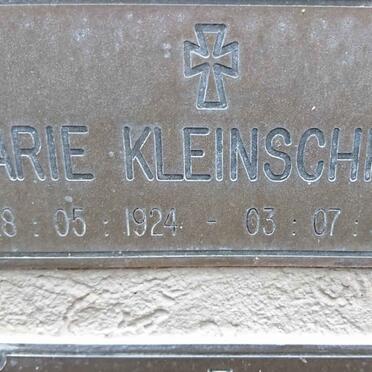 ARIE KLEINSCH
8 : 05 : 1924 - 03 : 07 :